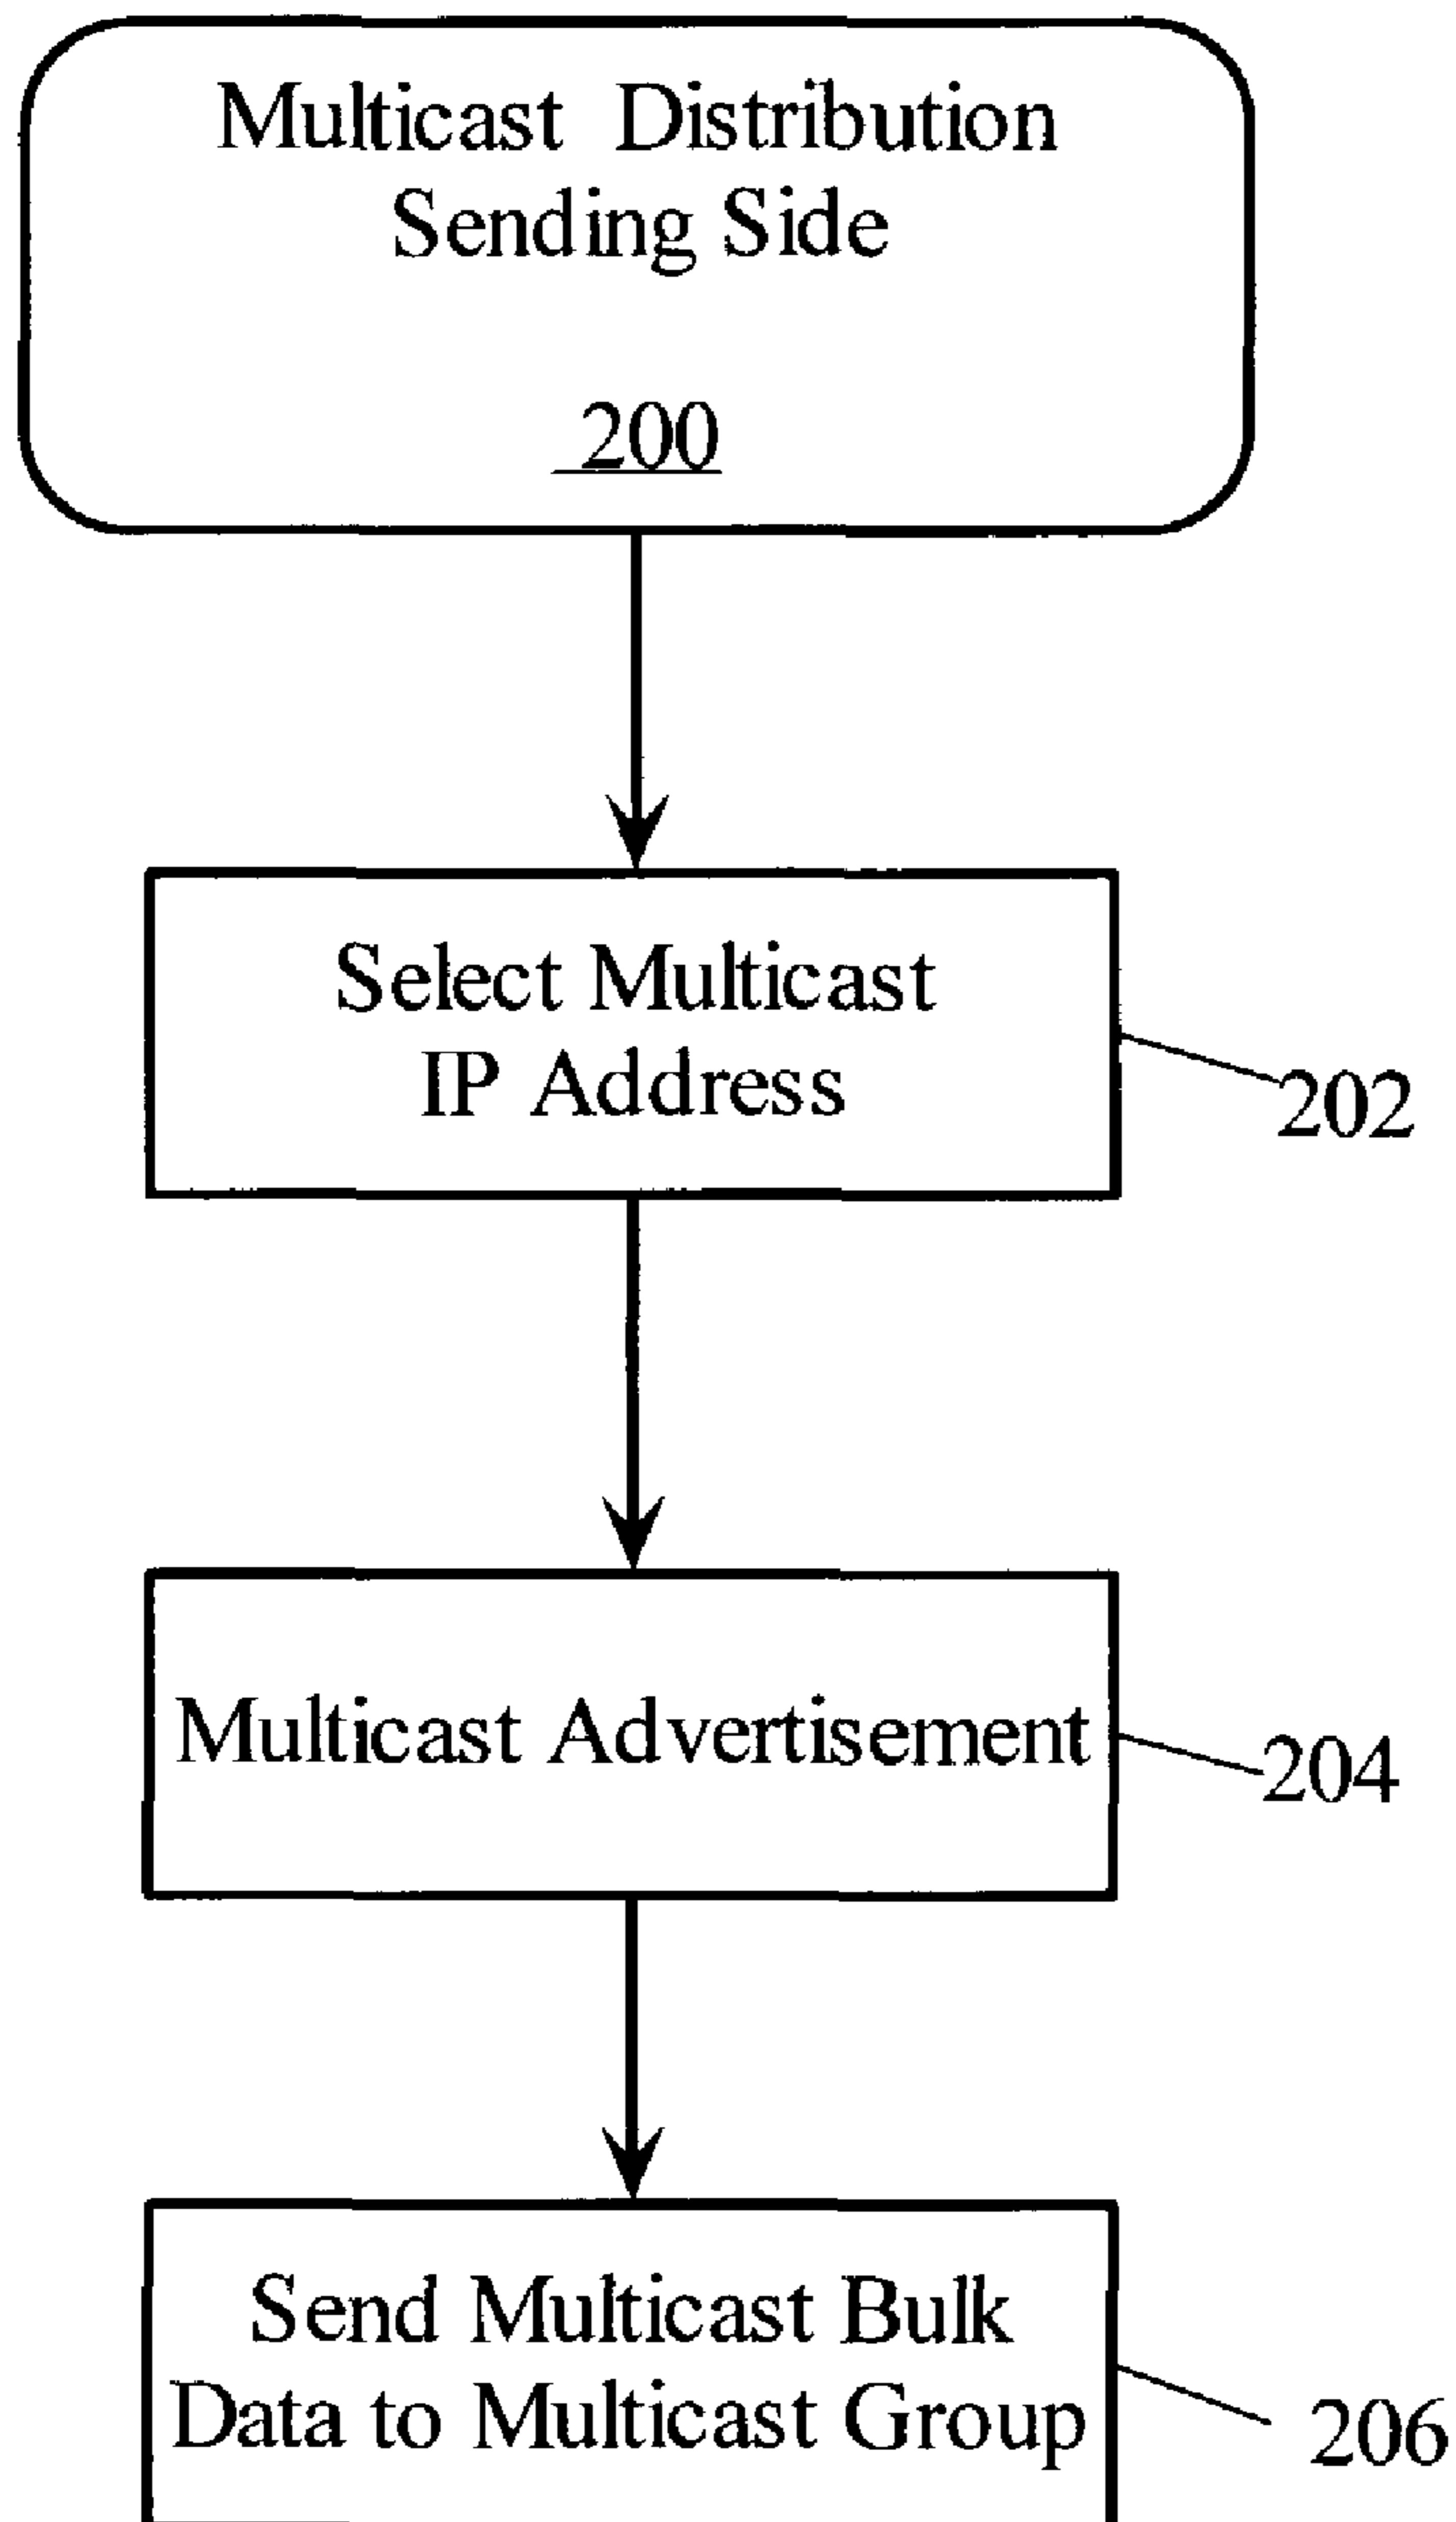 Multicast Distribution
Sending Side
200
Select Multicast
IP Address
202
Multicast Advertisement
204
Send Multicast Bulk
Data to Multicast Group
206